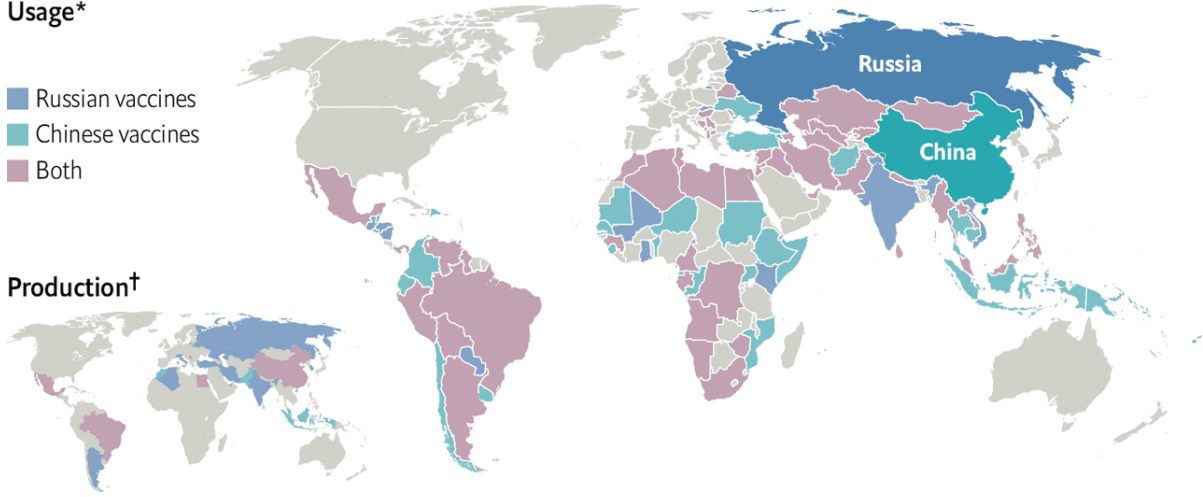 Usage*
Russian vaccines
Chinese vaccines
Both
Russia
China
Production†